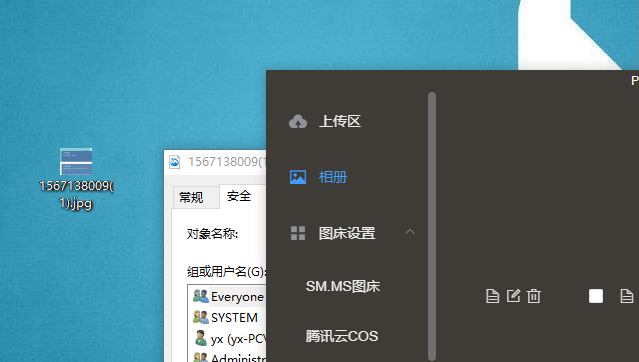 1567138009(
1).jpg
1567138009(1
常规
安全
对象名称:
组或用户名(G):
Everyone
SYSTEM
yx (yx-PC\
Administr
P
上传区
相册
图床设置
SM.MS图床
腾讯云COS